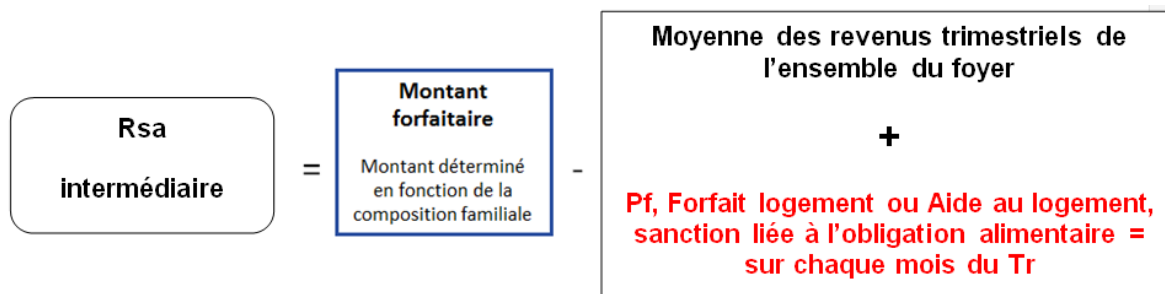 Rsa
intermédiaire
=
Montant
forfaitaire
Montant déterminé
en fonction de la
composition familiale
-
Moyenne des revenus trimestriels de
l'ensemble du foyer
+
Pf, Forfait logement ou Aide au logement,
sanction liée à l'obligation alimentaire =
sur chaque mois du Tr